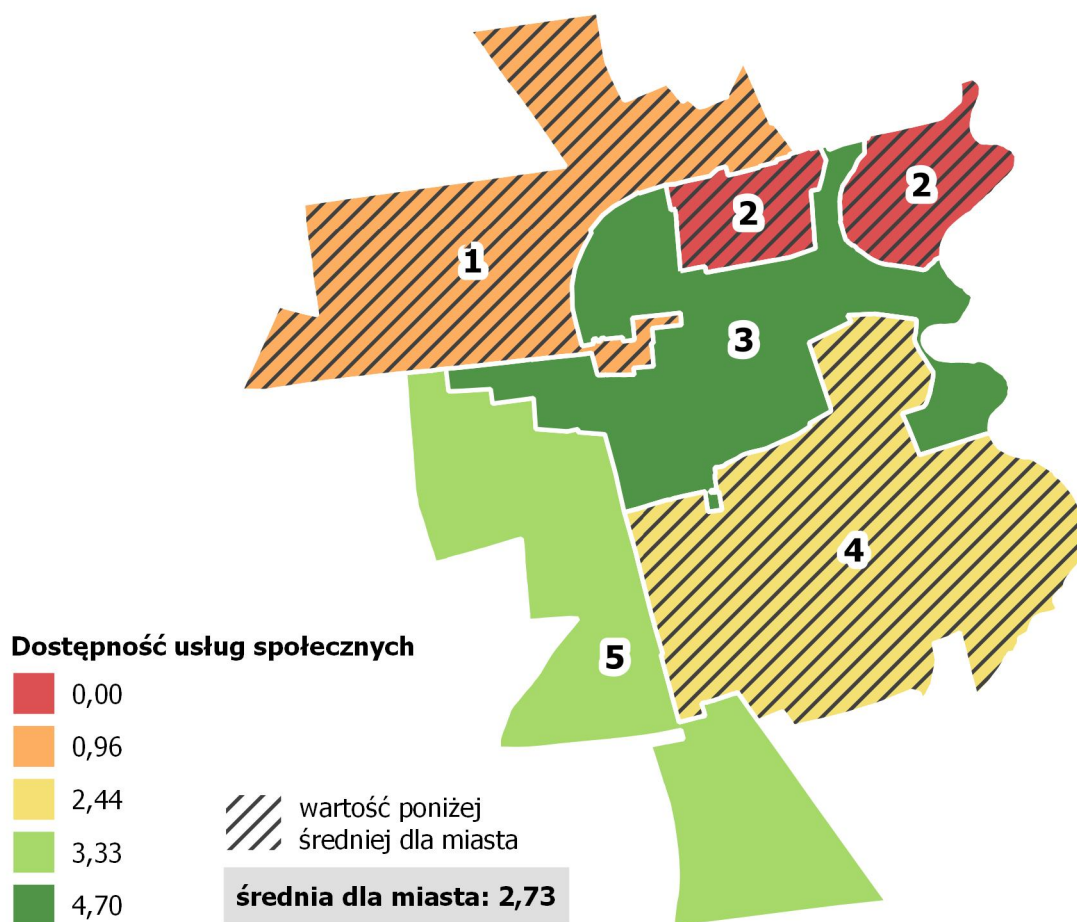 1
2
2
3
4
5
Dostępność usług społecznych
0,00
0,96
2,44
3,33
4,70
wartość poniżej
średniej dla miasta
średnia dla miasta: 2,73